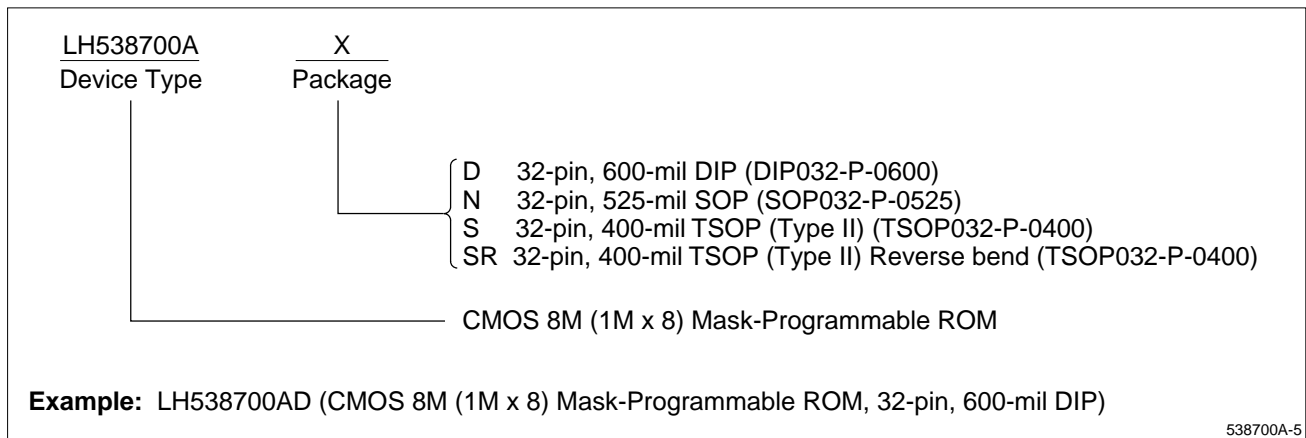 LH538700A X
Device Type Package
D 32-pin, 600-mil DIP (DIP032-P-0600)
N 32-pin, 525-mil SOP (SOP032-P-0525)
S 32-pin, 400-mil TSOP (Type II) (TSOP032-P-0400)
SR 32-pin, 400-mil TSOP (Type II) Reverse bend (TSOP032-P-0400)
CMOS 8M (1M x 8) Mask-Programmable ROM
Example: LH538700AD (CMOS 8M (1M x 8) Mask-Programmable ROM, 32-pin, 600-mil DIP)
538700A-5